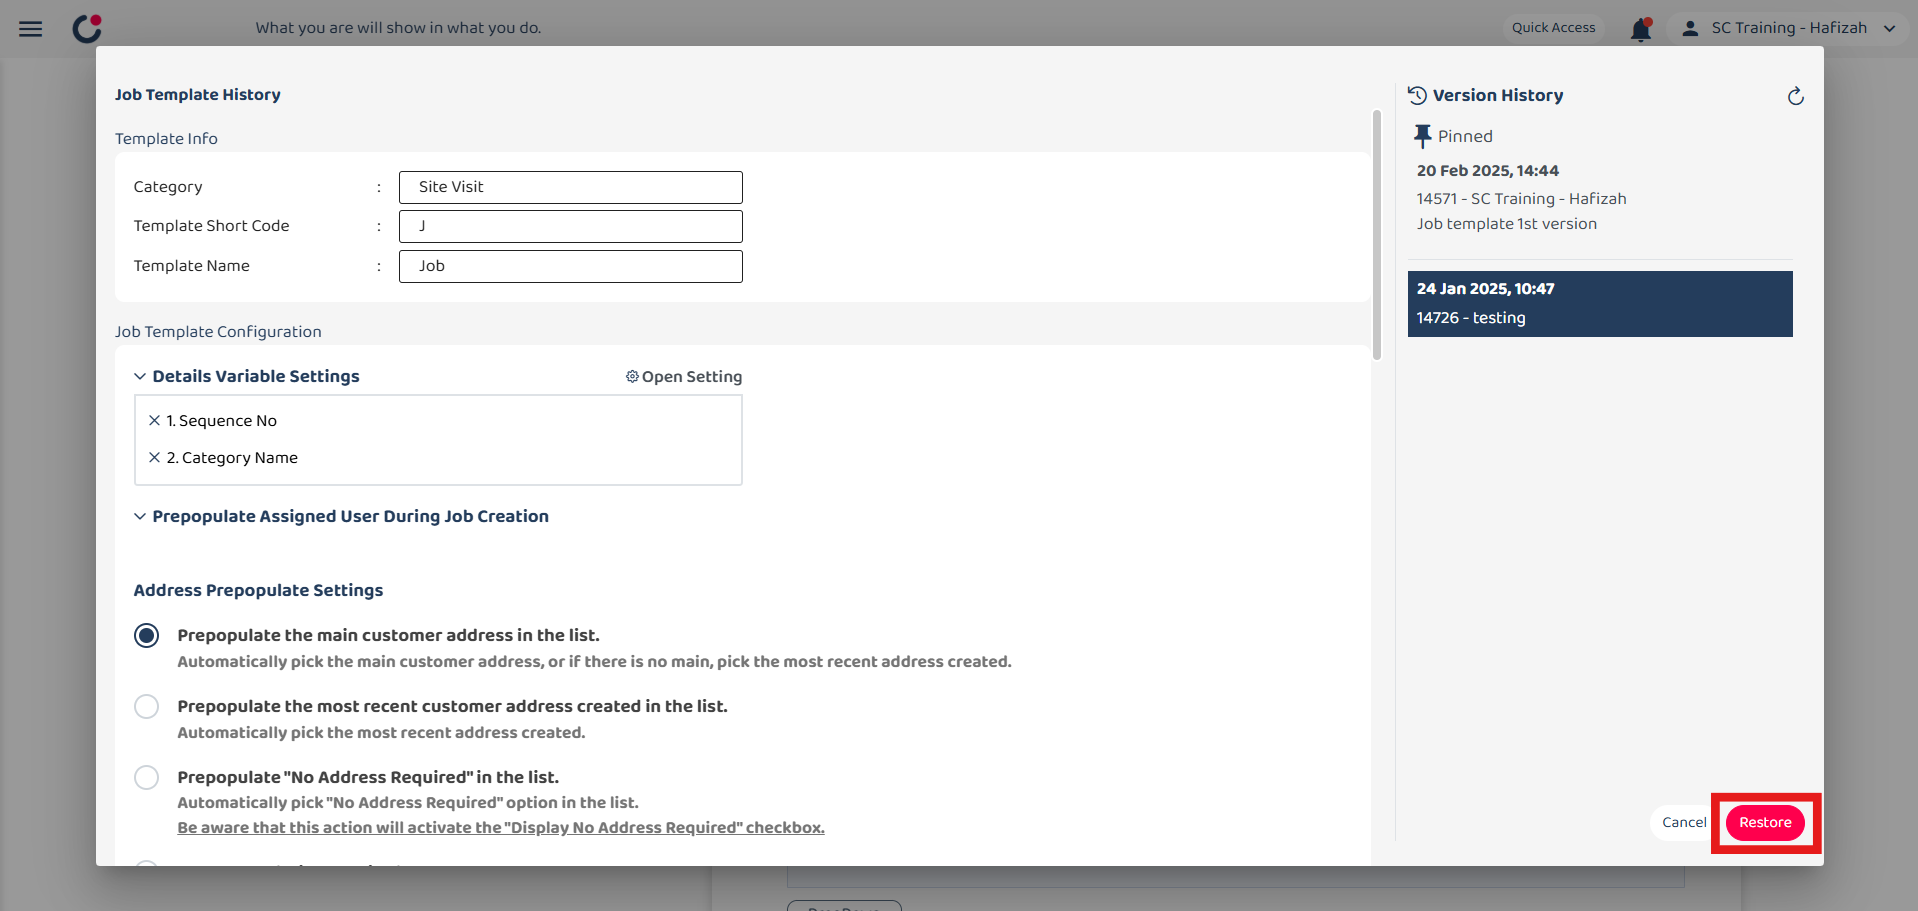 What you are will show in what you do.
Quick Access
SC Training - Hafizah
Job Template History
Template Info
Category : Site Visit
Template Short Code : J
Template Name : Job
Job Template Configuration
Details Variable Settings
Open Setting
1. Sequence No
2. Category Name
Prepopulate Assigned User During Job Creation
Address Prepopulate Settings
Prepopulate the main customer address in the list.
Automatically pick the main customer address, or if there is no main, pick the most recent address created.
Prepopulate the most recent customer address created in the list.
Automatically pick the most recent address created.
Prepopulate "No Address Required" in the list.
Automatically pick "No Address Required" option in the list.
Be aware that this action will activate the "Display No Address Required" checkbox.
Version History
Pinned
20 Feb 2025, 14:44
14571 - SC Training - Hafizah
Job template 1st version
24 Jan 2025, 10:47
14726 - testing
Cancel
Restore